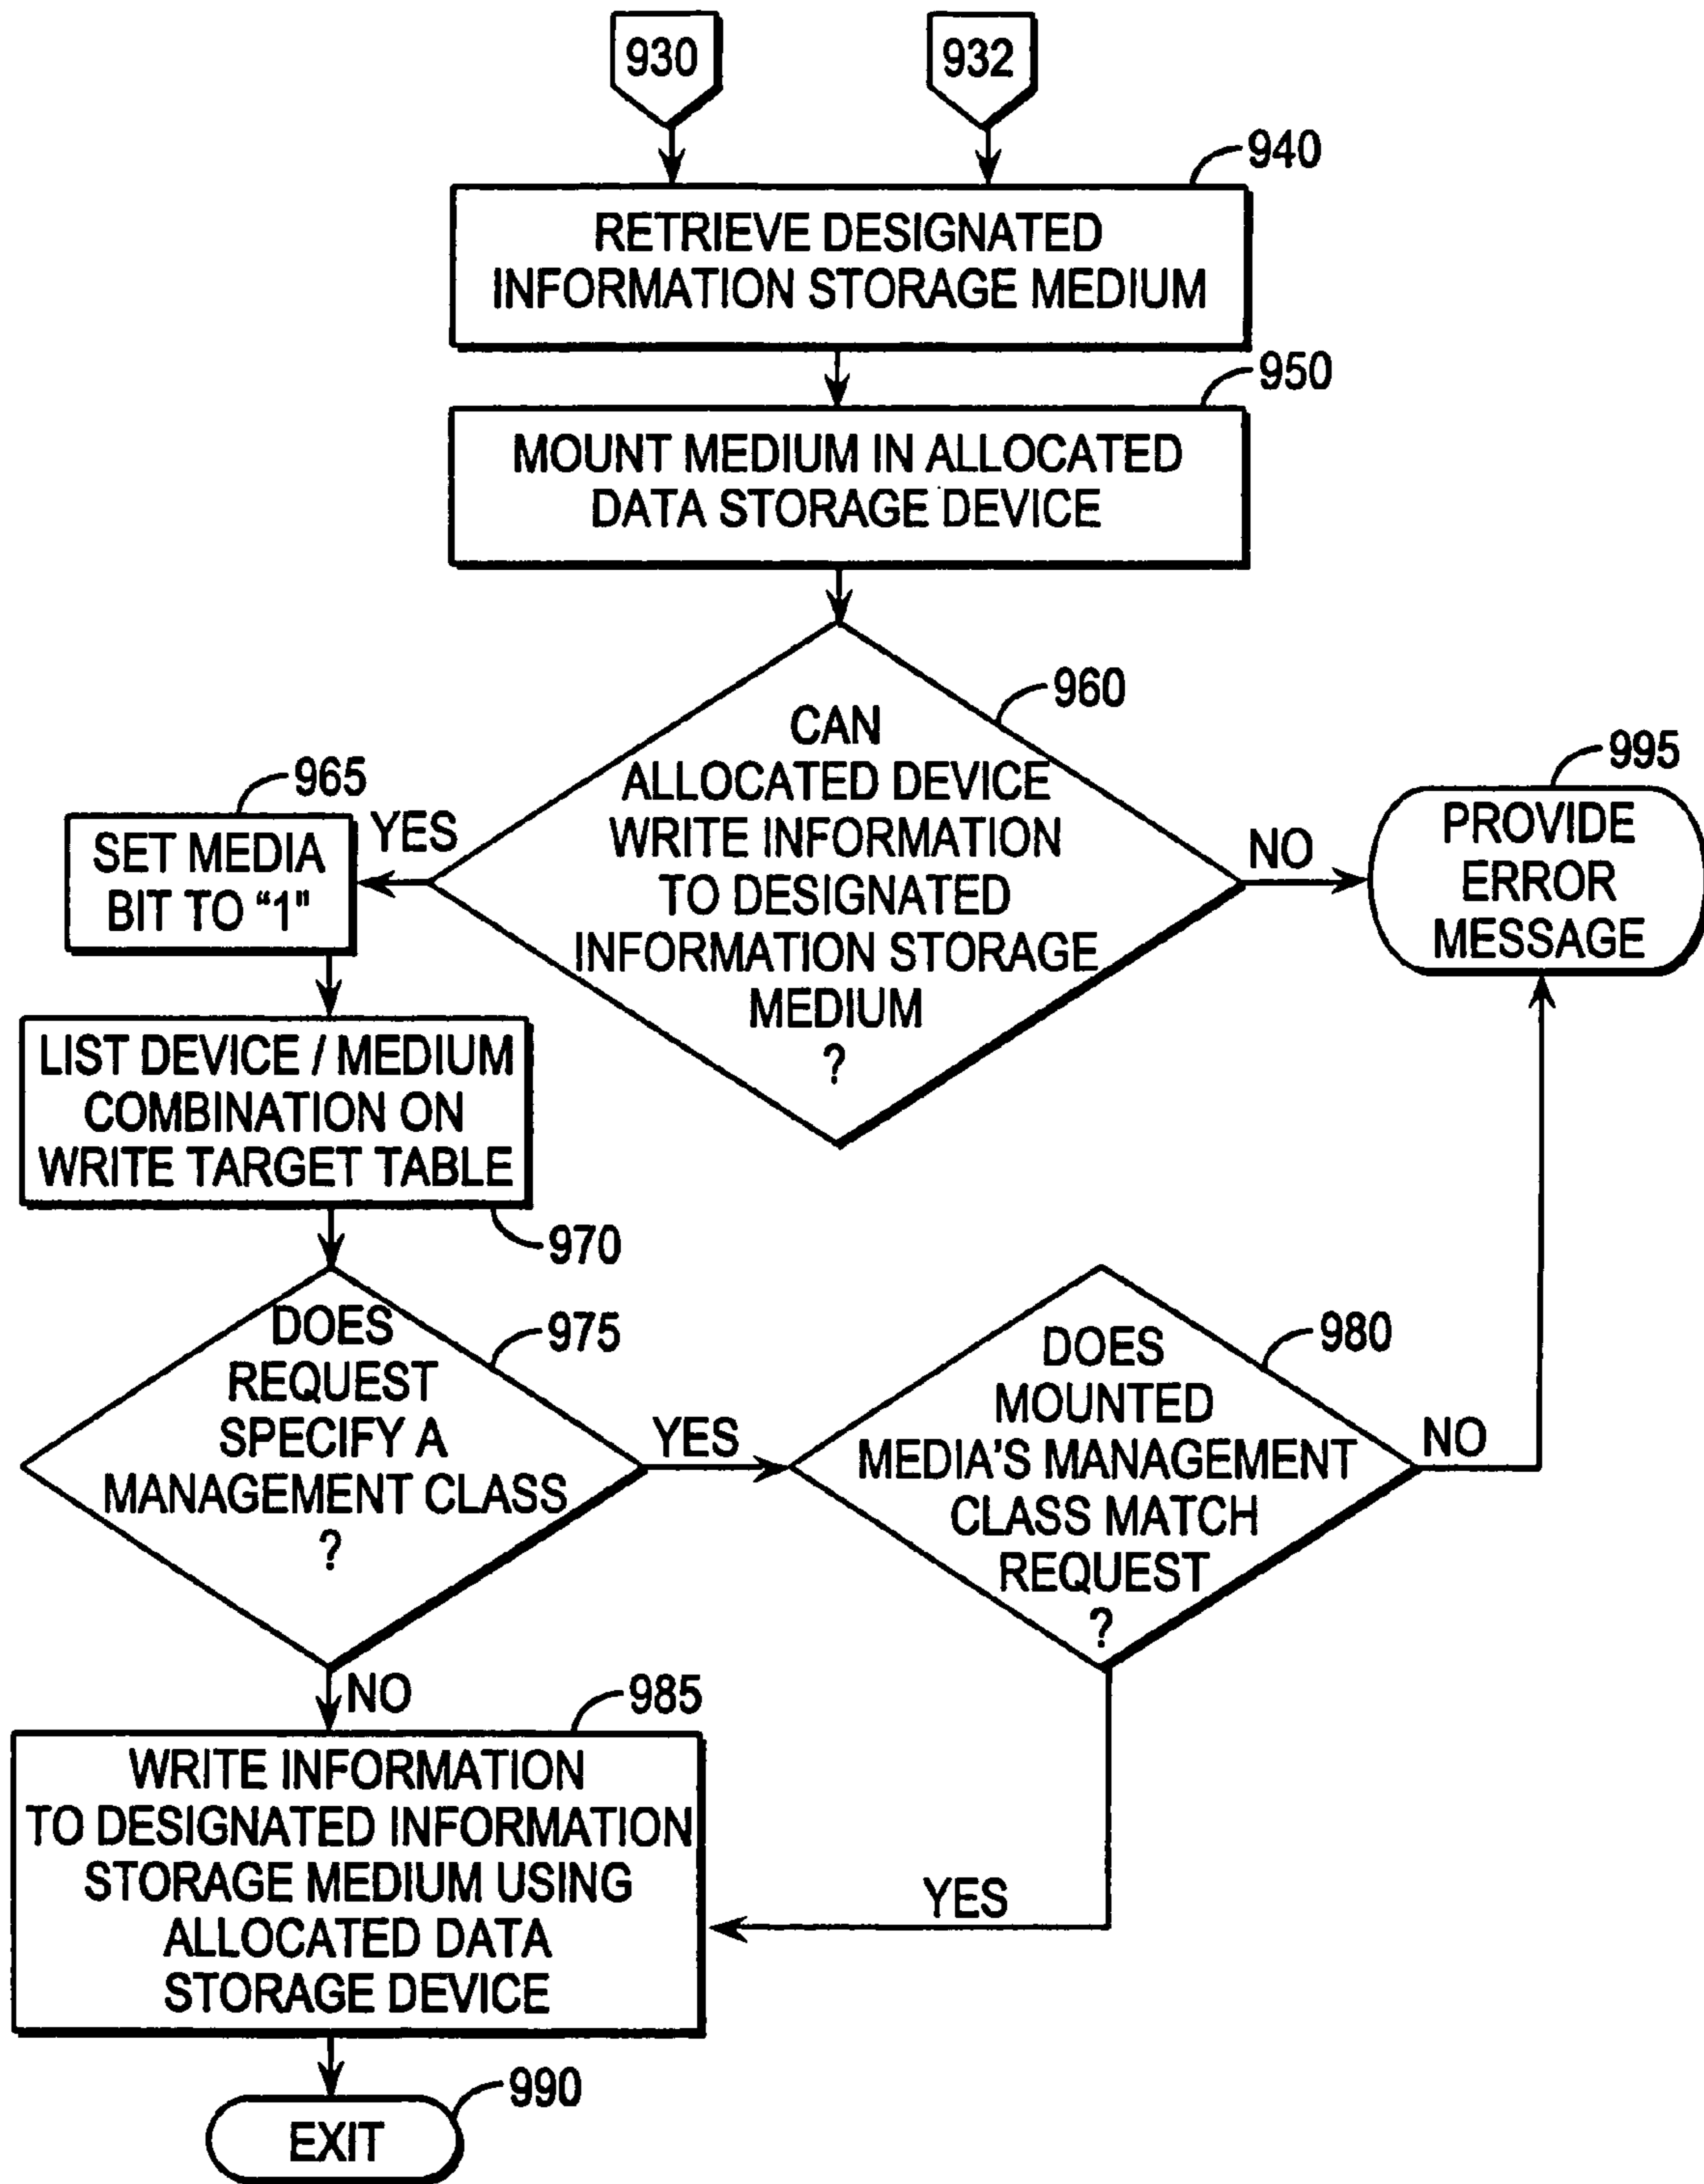 930
932
940
RETRIEVE DESIGNATED
INFORMATION STORAGE MEDIUM
950
MOUNT MEDIUM IN ALLOCATED
DATA STORAGE DEVICE
960
CAN
ALLOCATED DEVICE
WRITE INFORMATION
TO DESIGNATED
INFORMATION STORAGE
MEDIUM
?
YES
NO
965
SET MEDIA
BIT TO “1"
995
PROVIDE
ERROR
MESSAGE
LIST DEVICE / MEDIUM
COMBINATION ON
WRITE TARGET TABLE
970
DOES
REQUEST
SPECIFY A
MANAGEMENT CLASS
?
975
YES
NO
DOES
MOUNTED
MEDIA'S MANAGEMENT
CLASS MATCH
REQUEST
?
980
NO
YES
985
WRITE INFORMATION
TO DESIGNATED INFORMATION
STORAGE MEDIUM USING
ALLOCATED DATA
STORAGE DEVICE
990
EXIT